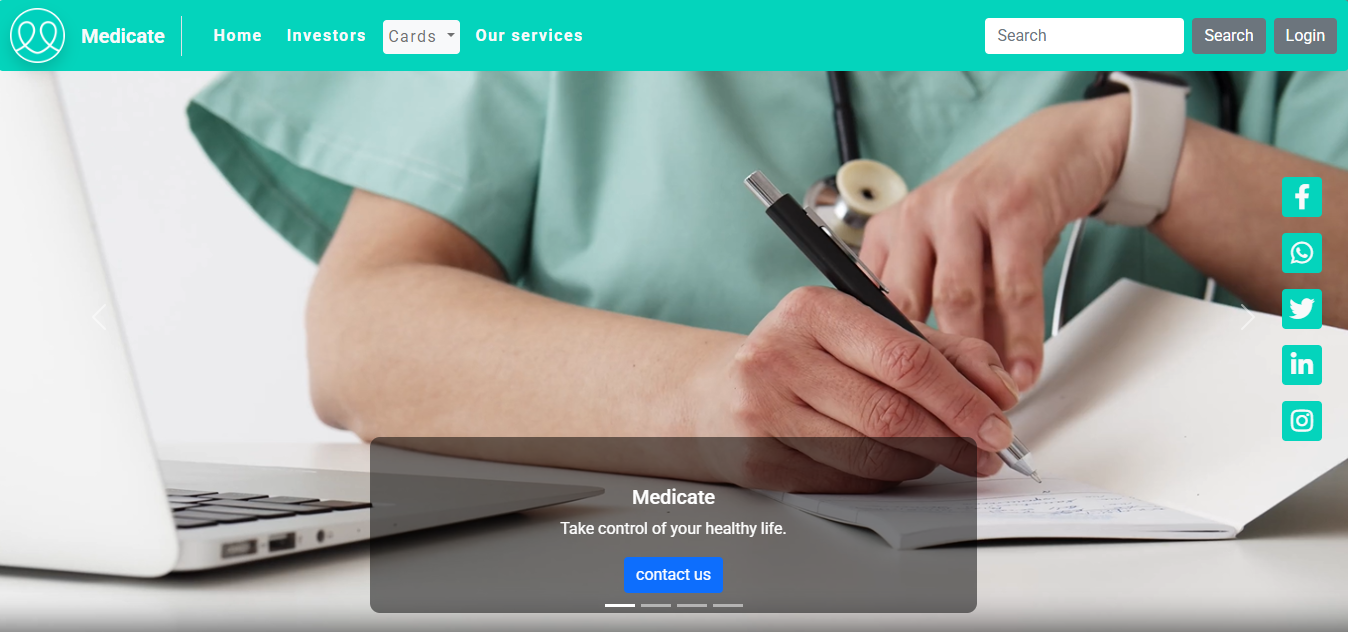 Medicate
Home
Investors
Cards
Our services
Search
Search
Login
Medicate
Take control of your healthy life.
contact us